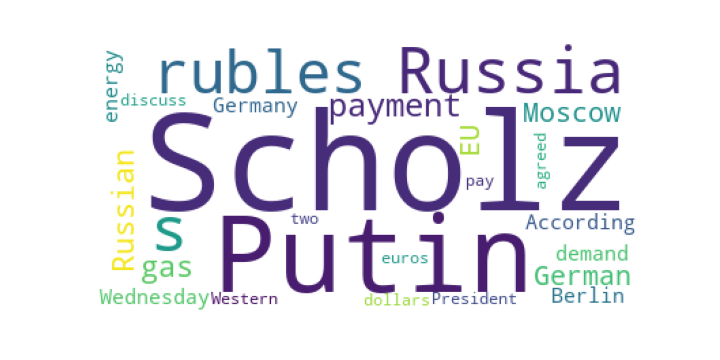 energy
rubles
Russia
discuss
Germany
payment
Moscow
Scholz
EU
agreed
pay
Russian
s
Putin
two
According
euros
gas
demand
German
Wednesday
Western
dollars
President
Berlin